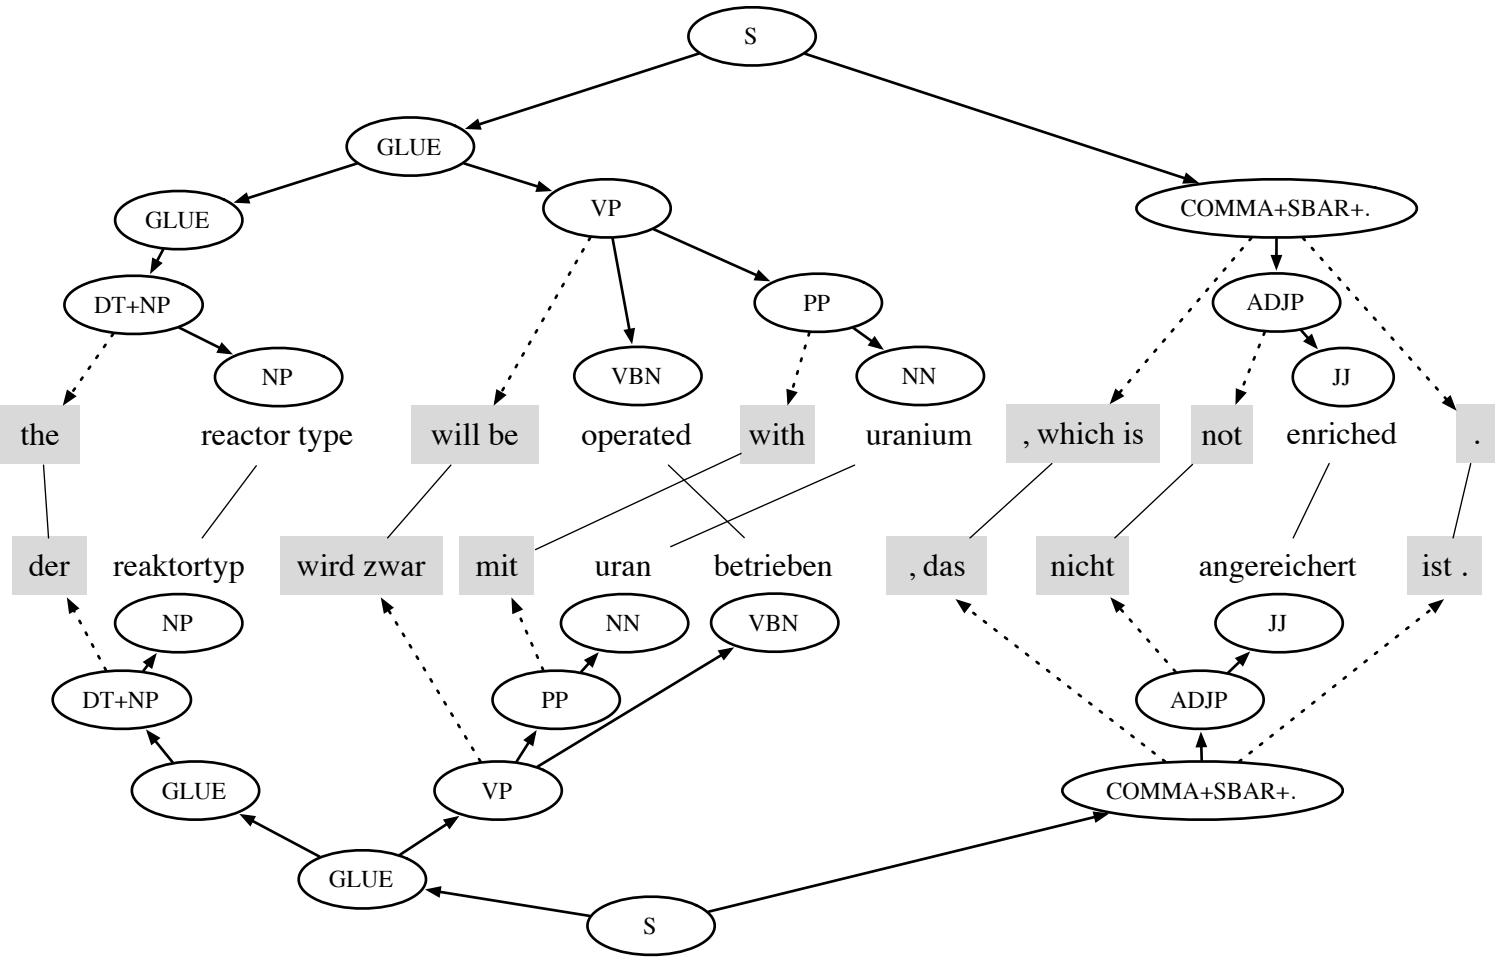 S
GLUE
GLUE VP COMMA+SBAR+.
DT+NP PP ADJP
NP VBN NN JJ
the reactor type will be operated with uranium , which is not enriched .
der reaktortyp wird zwar mit uran betrieben , das nicht angereichert ist .
NP NN VBN JJ
DT+NP PP ADJP
GLUE VP COMMA+SBAR+.
GLUE
S